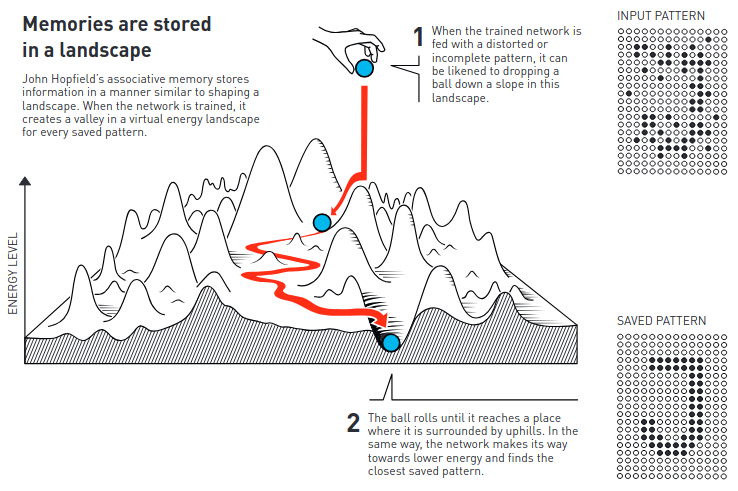 Memories are stored
in a landscape
John Hopfield's associative memory stores
information in a manner similar to shaping a
landscape. When the network is trained, it
creates a valley in a virtual energy landscape
for every saved pattern.
1
When the trained network is
fed with a distorted or
incomplete pattern, it can
be likened to dropping a
ball down a slope in this
landscape.
INPUT PATTERN
ENERGY LEVEL
SAVED PATTERN
2
The ball rolls until it reaches a place
where it is surrounded by uphills. In the
same way, the network makes its way
towards lower energy and finds the
closest saved pattern.